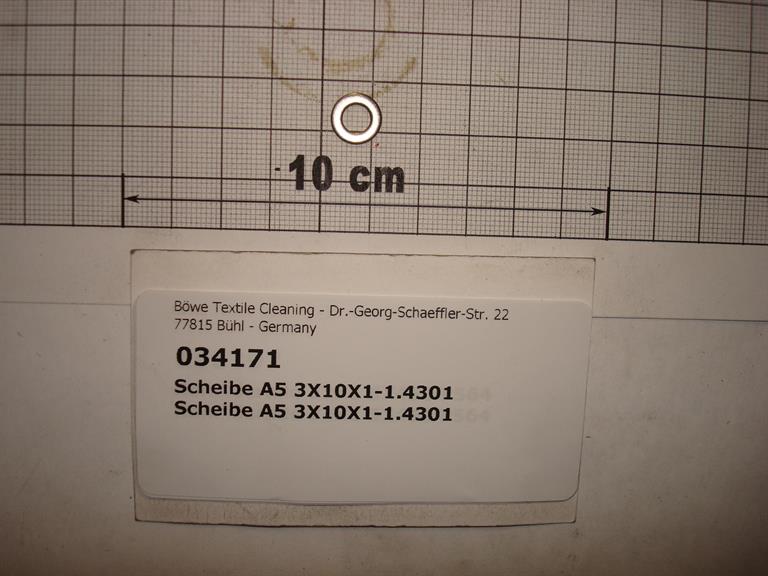 10 cm
Böwe Textile Cleaning - Dr.-Georg-Schaeffler-Str. 22
77815 Bühl - Germany
034171
Scheibe A5 3X10X1-1.4301
Scheibe A5 3X10X1-1.4301